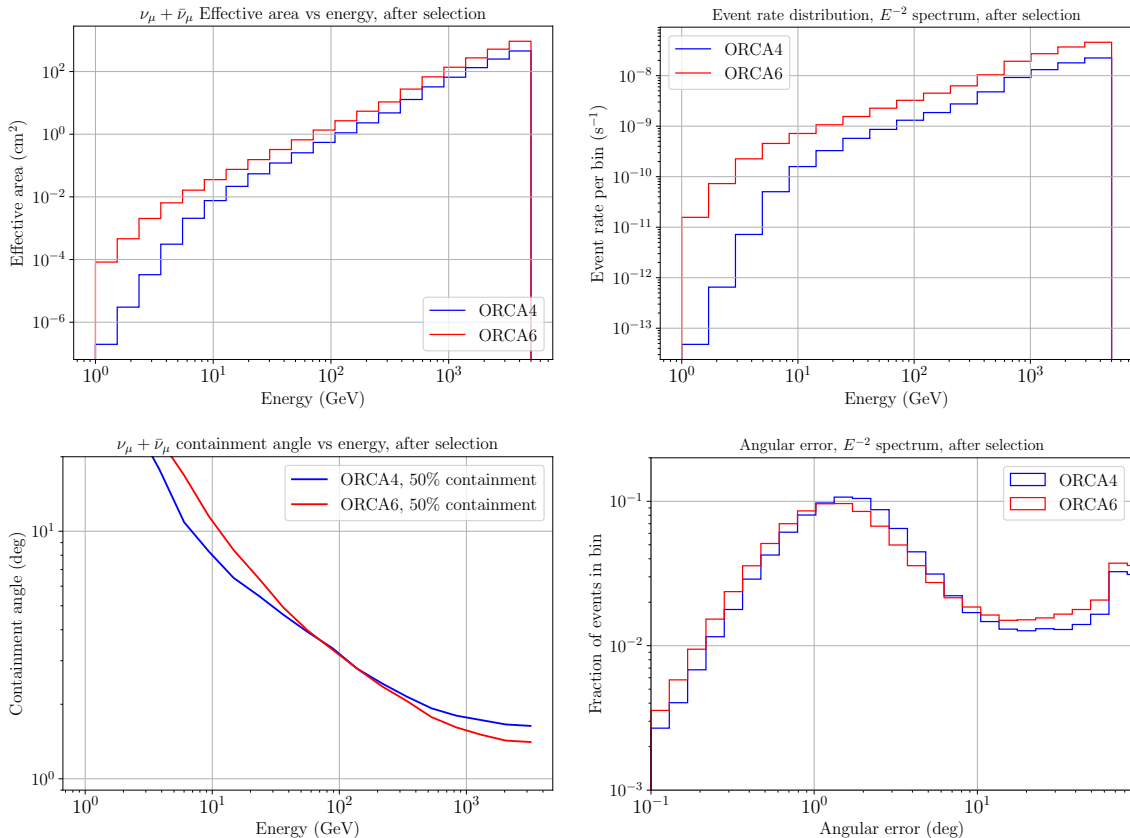 ν_μ + ν̄_μ Effective area vs energy, after selection
Effective area (cm²)
10²
10⁰
10⁻²
10⁻⁴
10⁻⁶
ORCA4
ORCA6
10⁰ 10¹ 10² 10³
Energy (GeV)
Event rate distribution, E⁻² spectrum, after selection
Event rate per bin (s⁻¹)
ORCA4
ORCA6
10⁻⁸
10⁻⁹
10⁻¹⁰
10⁻¹¹
10⁻¹²
10⁻¹³
10⁰ 10¹ 10² 10³
Energy (GeV)
ν_μ + ν̄_μ containment angle vs energy, after selection
Containment angle (deg)
ORCA4, 50% containment
ORCA6, 50% containment
10¹
10⁰
10⁰ 10¹ 10² 10³
Energy (GeV)
Angular error, E⁻² spectrum, after selection
Fraction of events in bin
ORCA4
ORCA6
10⁻¹
10⁻²
10⁻³
10⁻¹ 10⁰ 10¹
Angular error (deg)